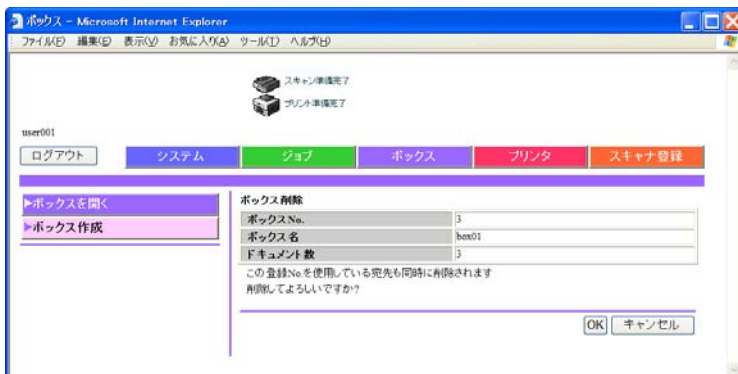 ボックス - Microsoft Internet Explorer
ファイル(F) 編集(E) 表示(V) お気に入り(A) ツール(T) ヘルプ(H)
スキャン準備完了
プリント準備完了
user001
ログアウト システム ジョブ ボックス プリンタ スキャナ登録
▶ボックスを開く
▶ボックス作成
ボックス削除
ボックスNo. 3
ボックス名 box01
ドキュメント数 3
この登録No.を使用している宛先も同時に削除されます
削除してよろしいですか?
OK キャンセル